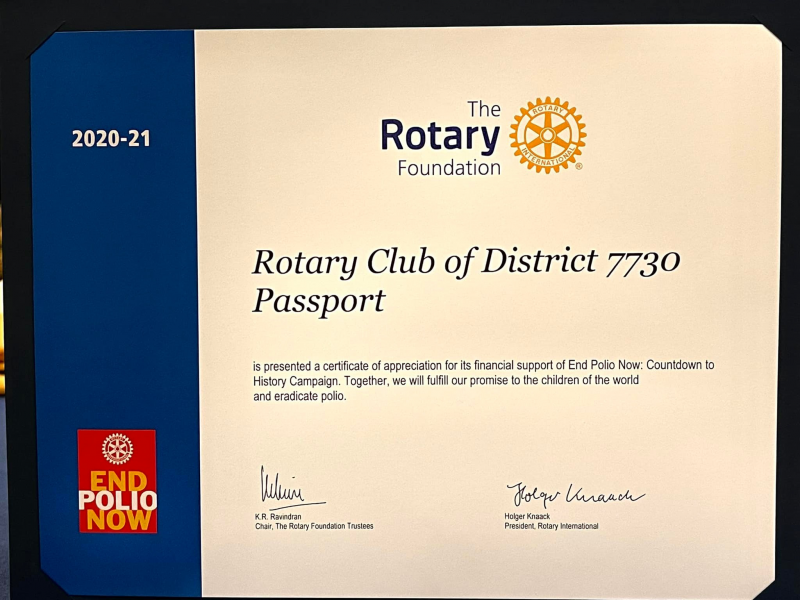 2020-21
The
Rotary
Foundation
ROTARY
INTERNATIONAL
®
Rotary Club of District 7730
Passport
is presented a certificate of appreciation for its financial support of End Polio Now: Countdown to
History Campaign. Together, we will fulfill our promise to the children of the world
and eradicate polio.
END
POLIO
NOW
K.R. Ravindran
Chair, The Rotary Foundation Trustees
Holger Knaack
Holger Knaack
President, Rotary International